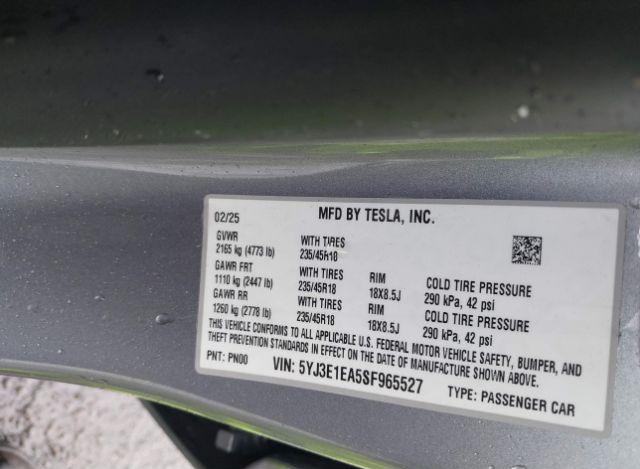 02/25 MFD BY TESLA, INC.
GVWR
2165 kg (4773 lb) WITH TIRES
235/45R18
GAWR FRT WITH TIRES RIM COLD TIRE PRESSURE
1110 kg (2447 lb) 235/45R18 18X8.5J 290 kPa, 42 psi
GAWR RR WITH TIRES RIM COLD TIRE PRESSURE
1260 kg (2778 lb) 235/45R18 18X8.5J 290 kPa, 42 psi
THIS VEHICLE CONFORMS TO ALL APPLICABLE U.S. FEDERAL MOTOR VEHICLE SAFETY, BUMPER, AND
THEFT PREVENTION STANDARDS IN EFFECT ON THE DATE OF MANUFACTURE SHOWN ABOVE.
PNT: PN00 VIN: 5YJ3E1EA5SF965527 TYPE: PASSENGER CAR